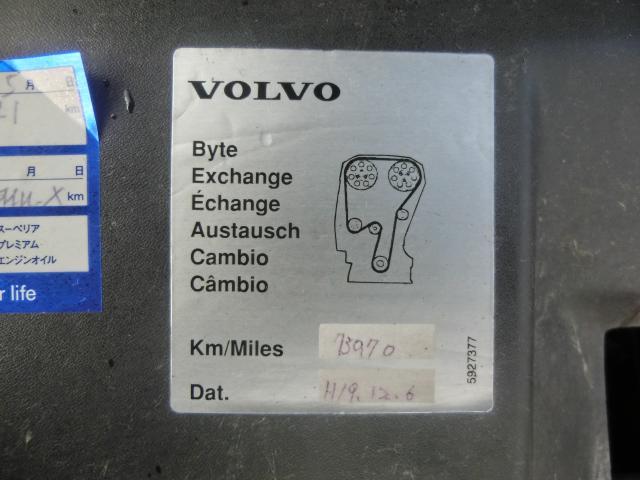 VOLVO
Byte
Exchange
Échange
Austausch
Cambio
Câmbio
Km/Miles 73970
Dat. H19.12.6
5927377
5 月 日
21 km
月 日
km
スーペリア
プレミアム
エンジンオイル
r life